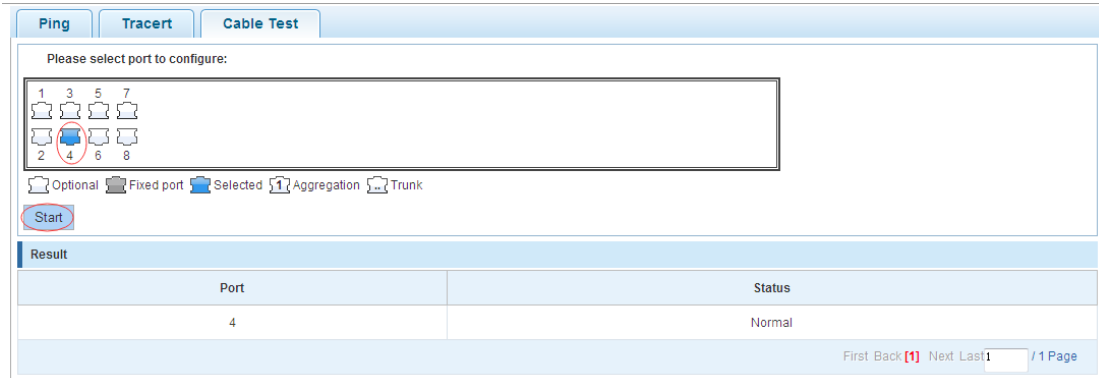 Ping Tracert Cable Test
Please select port to configure:
1 3 5 7
2 4 6 8
Optional Fixed port Selected 1 Aggregation .. Trunk
Start
Result
Port Status
4 Normal
First Back [1] Next Last 1 / 1 Page